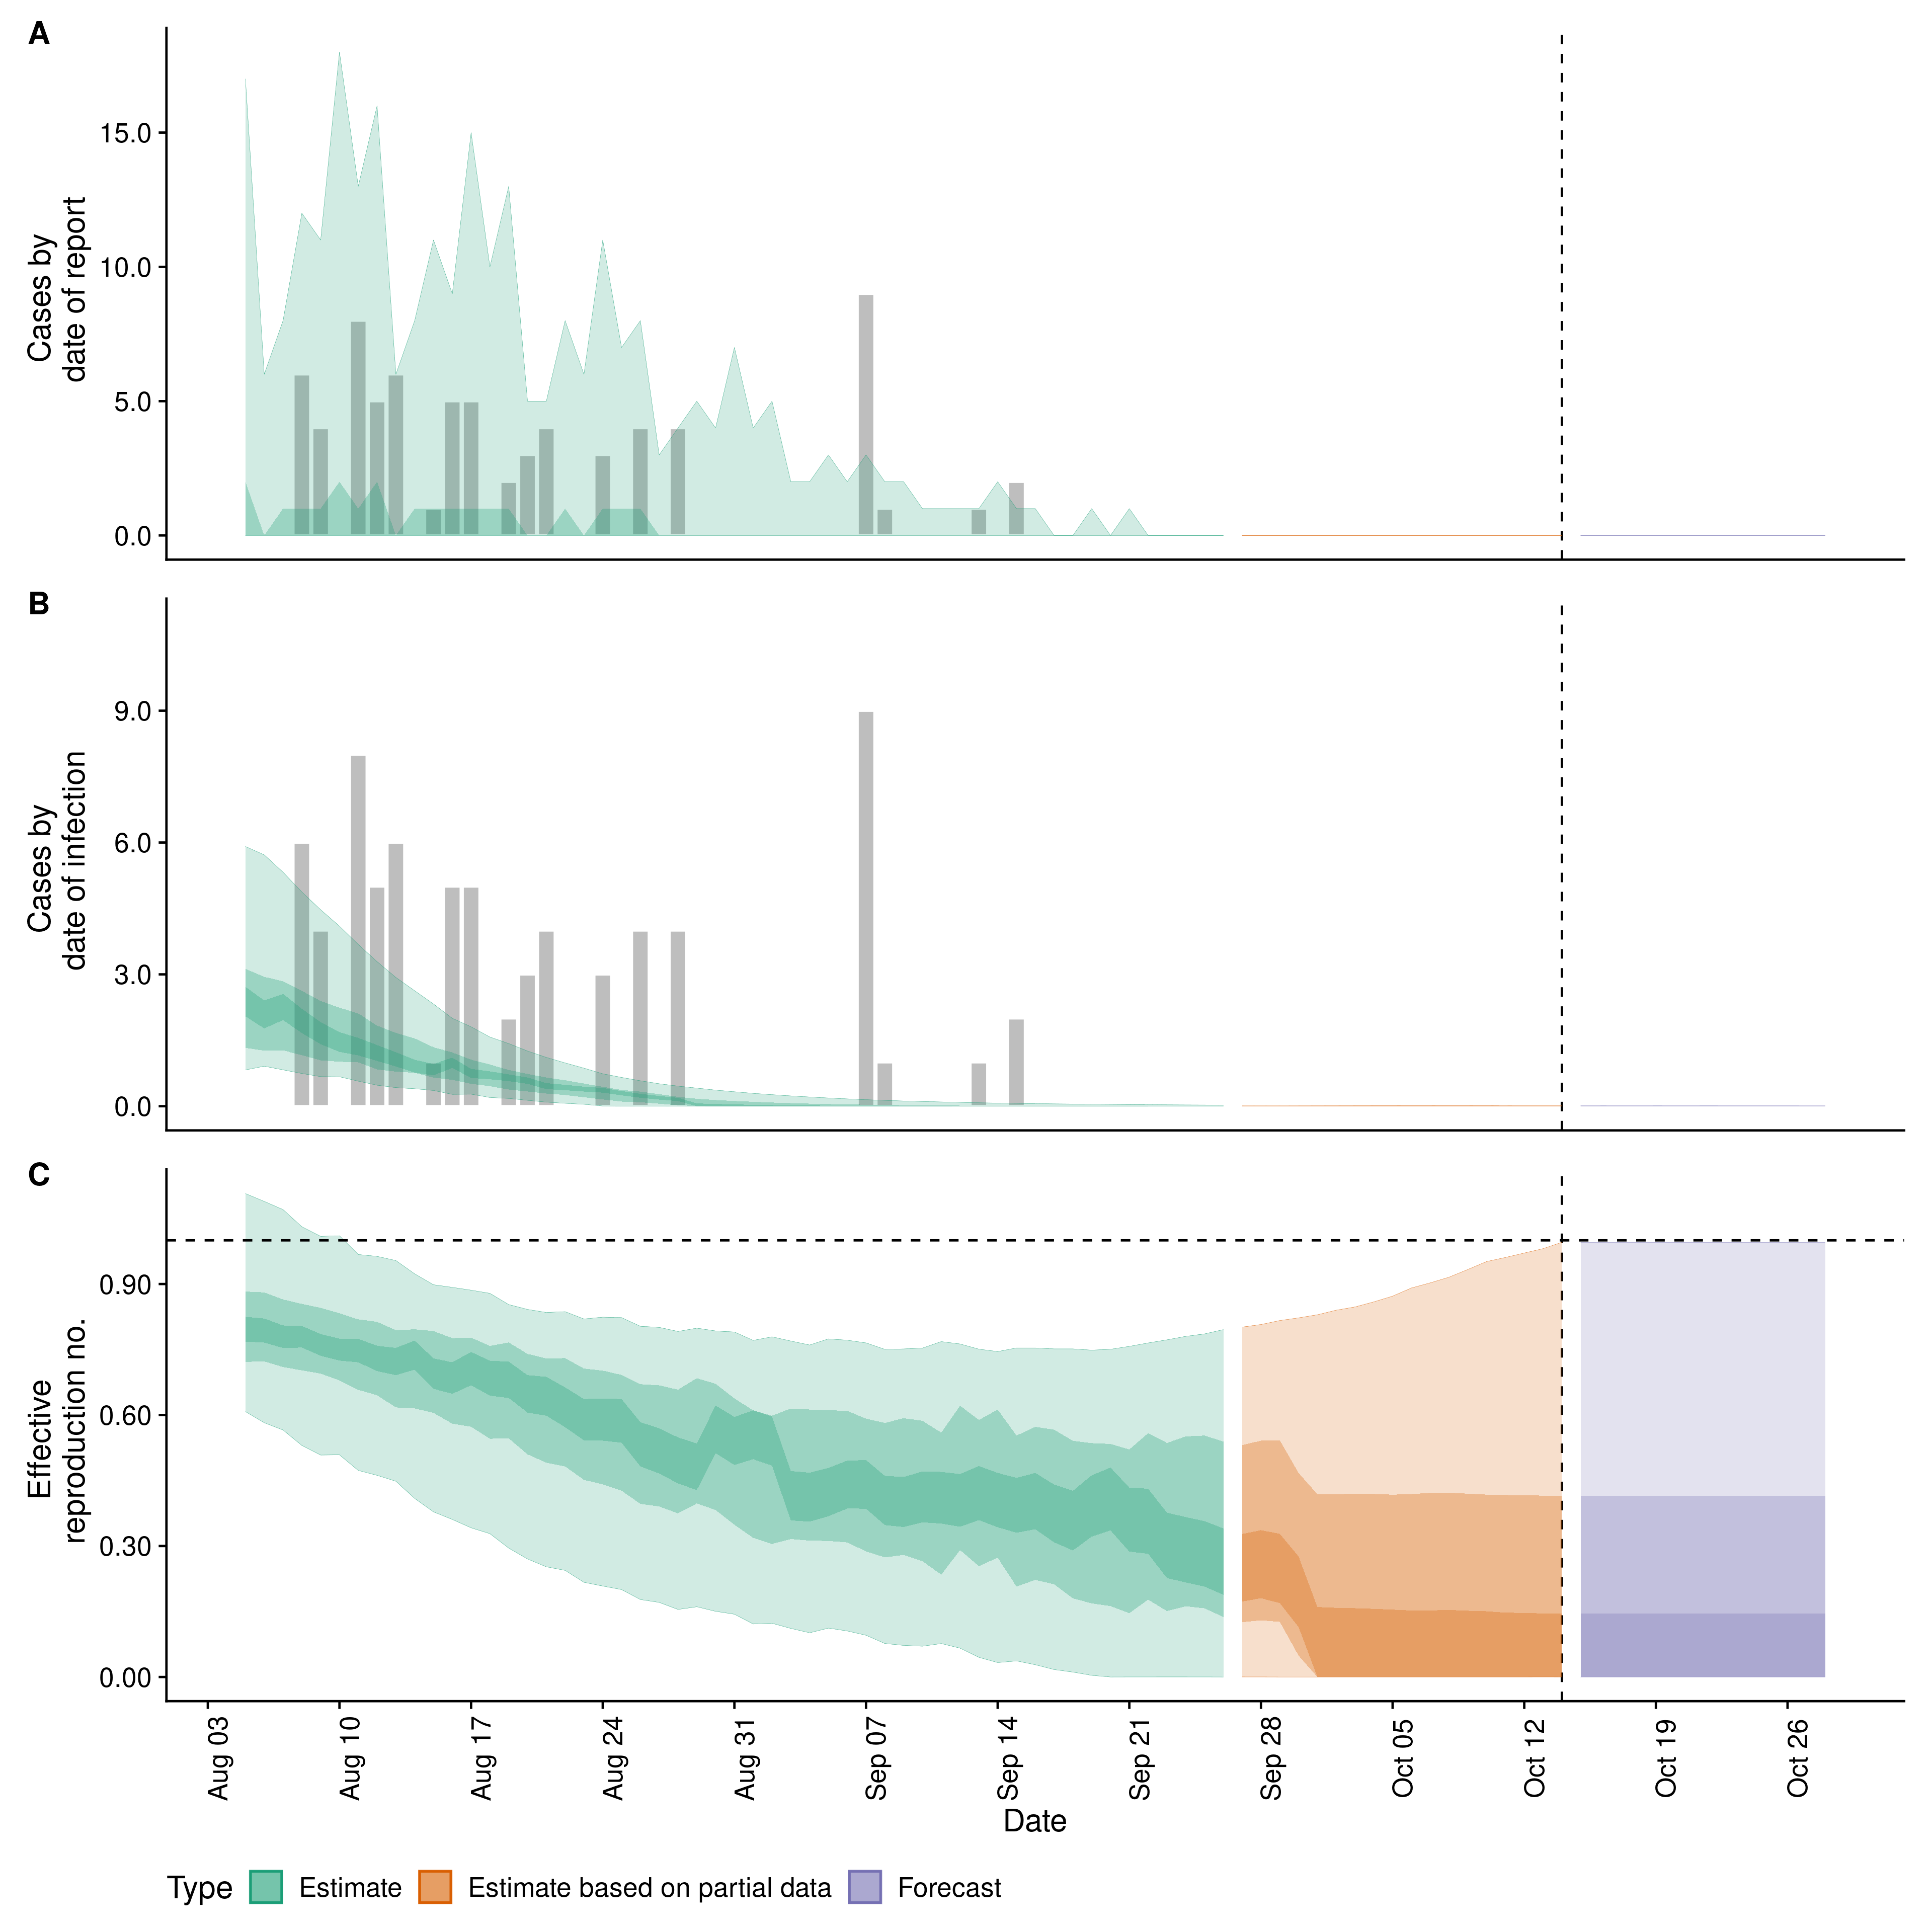 A
Cases by
date of report
15.0
10.0
5.0
0.0
B
Cases by
date of infection
9.0
6.0
3.0
0.0
C
Effective
reproduction no.
0.90
0.60
0.30
0.00
Aug 03
Aug 10
Aug 17
Aug 24
Aug 31
Sep 07
Sep 14
Sep 21
Sep 28
Oct 05
Oct 12
Oct 19
Oct 26
Date
Type Estimate Estimate based on partial data Forecast